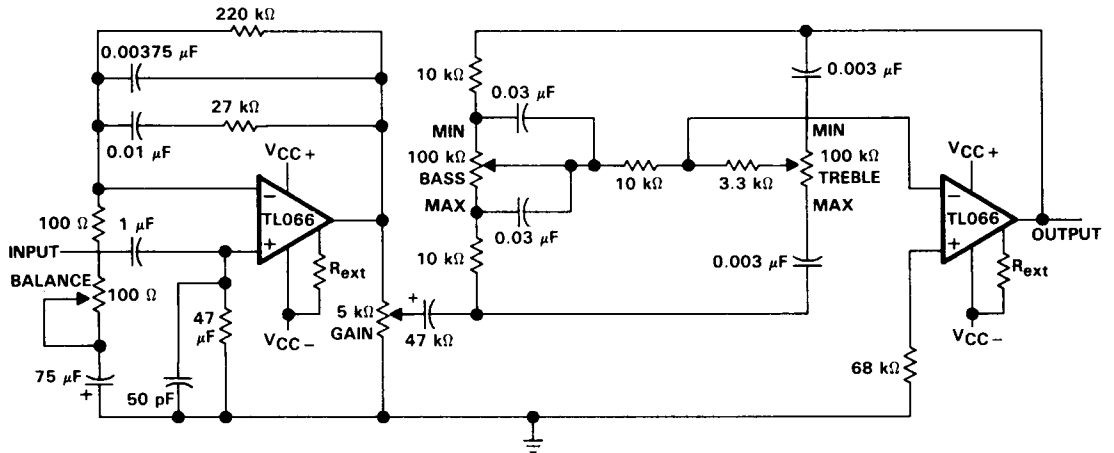 220 kΩ
0.00375 μF
27 kΩ
0.01 μF
VCC+
TL066
−
+
100 Ω
1 μF
INPUT
BALANCE
100 Ω
Rext
47
μF
VCC−
5 kΩ
GAIN
+
47 kΩ
75 μF
+
50 pF
10 kΩ
0.03 μF
MIN
100 kΩ
BASS
MAX
0.03 μF
10 kΩ
10 kΩ
3.3 kΩ
0.003 μF
MIN
100 kΩ
TREBLE
MAX
0.003 μF
VCC+
−
TL066
+
OUTPUT
Rext
VCC−
68 kΩ